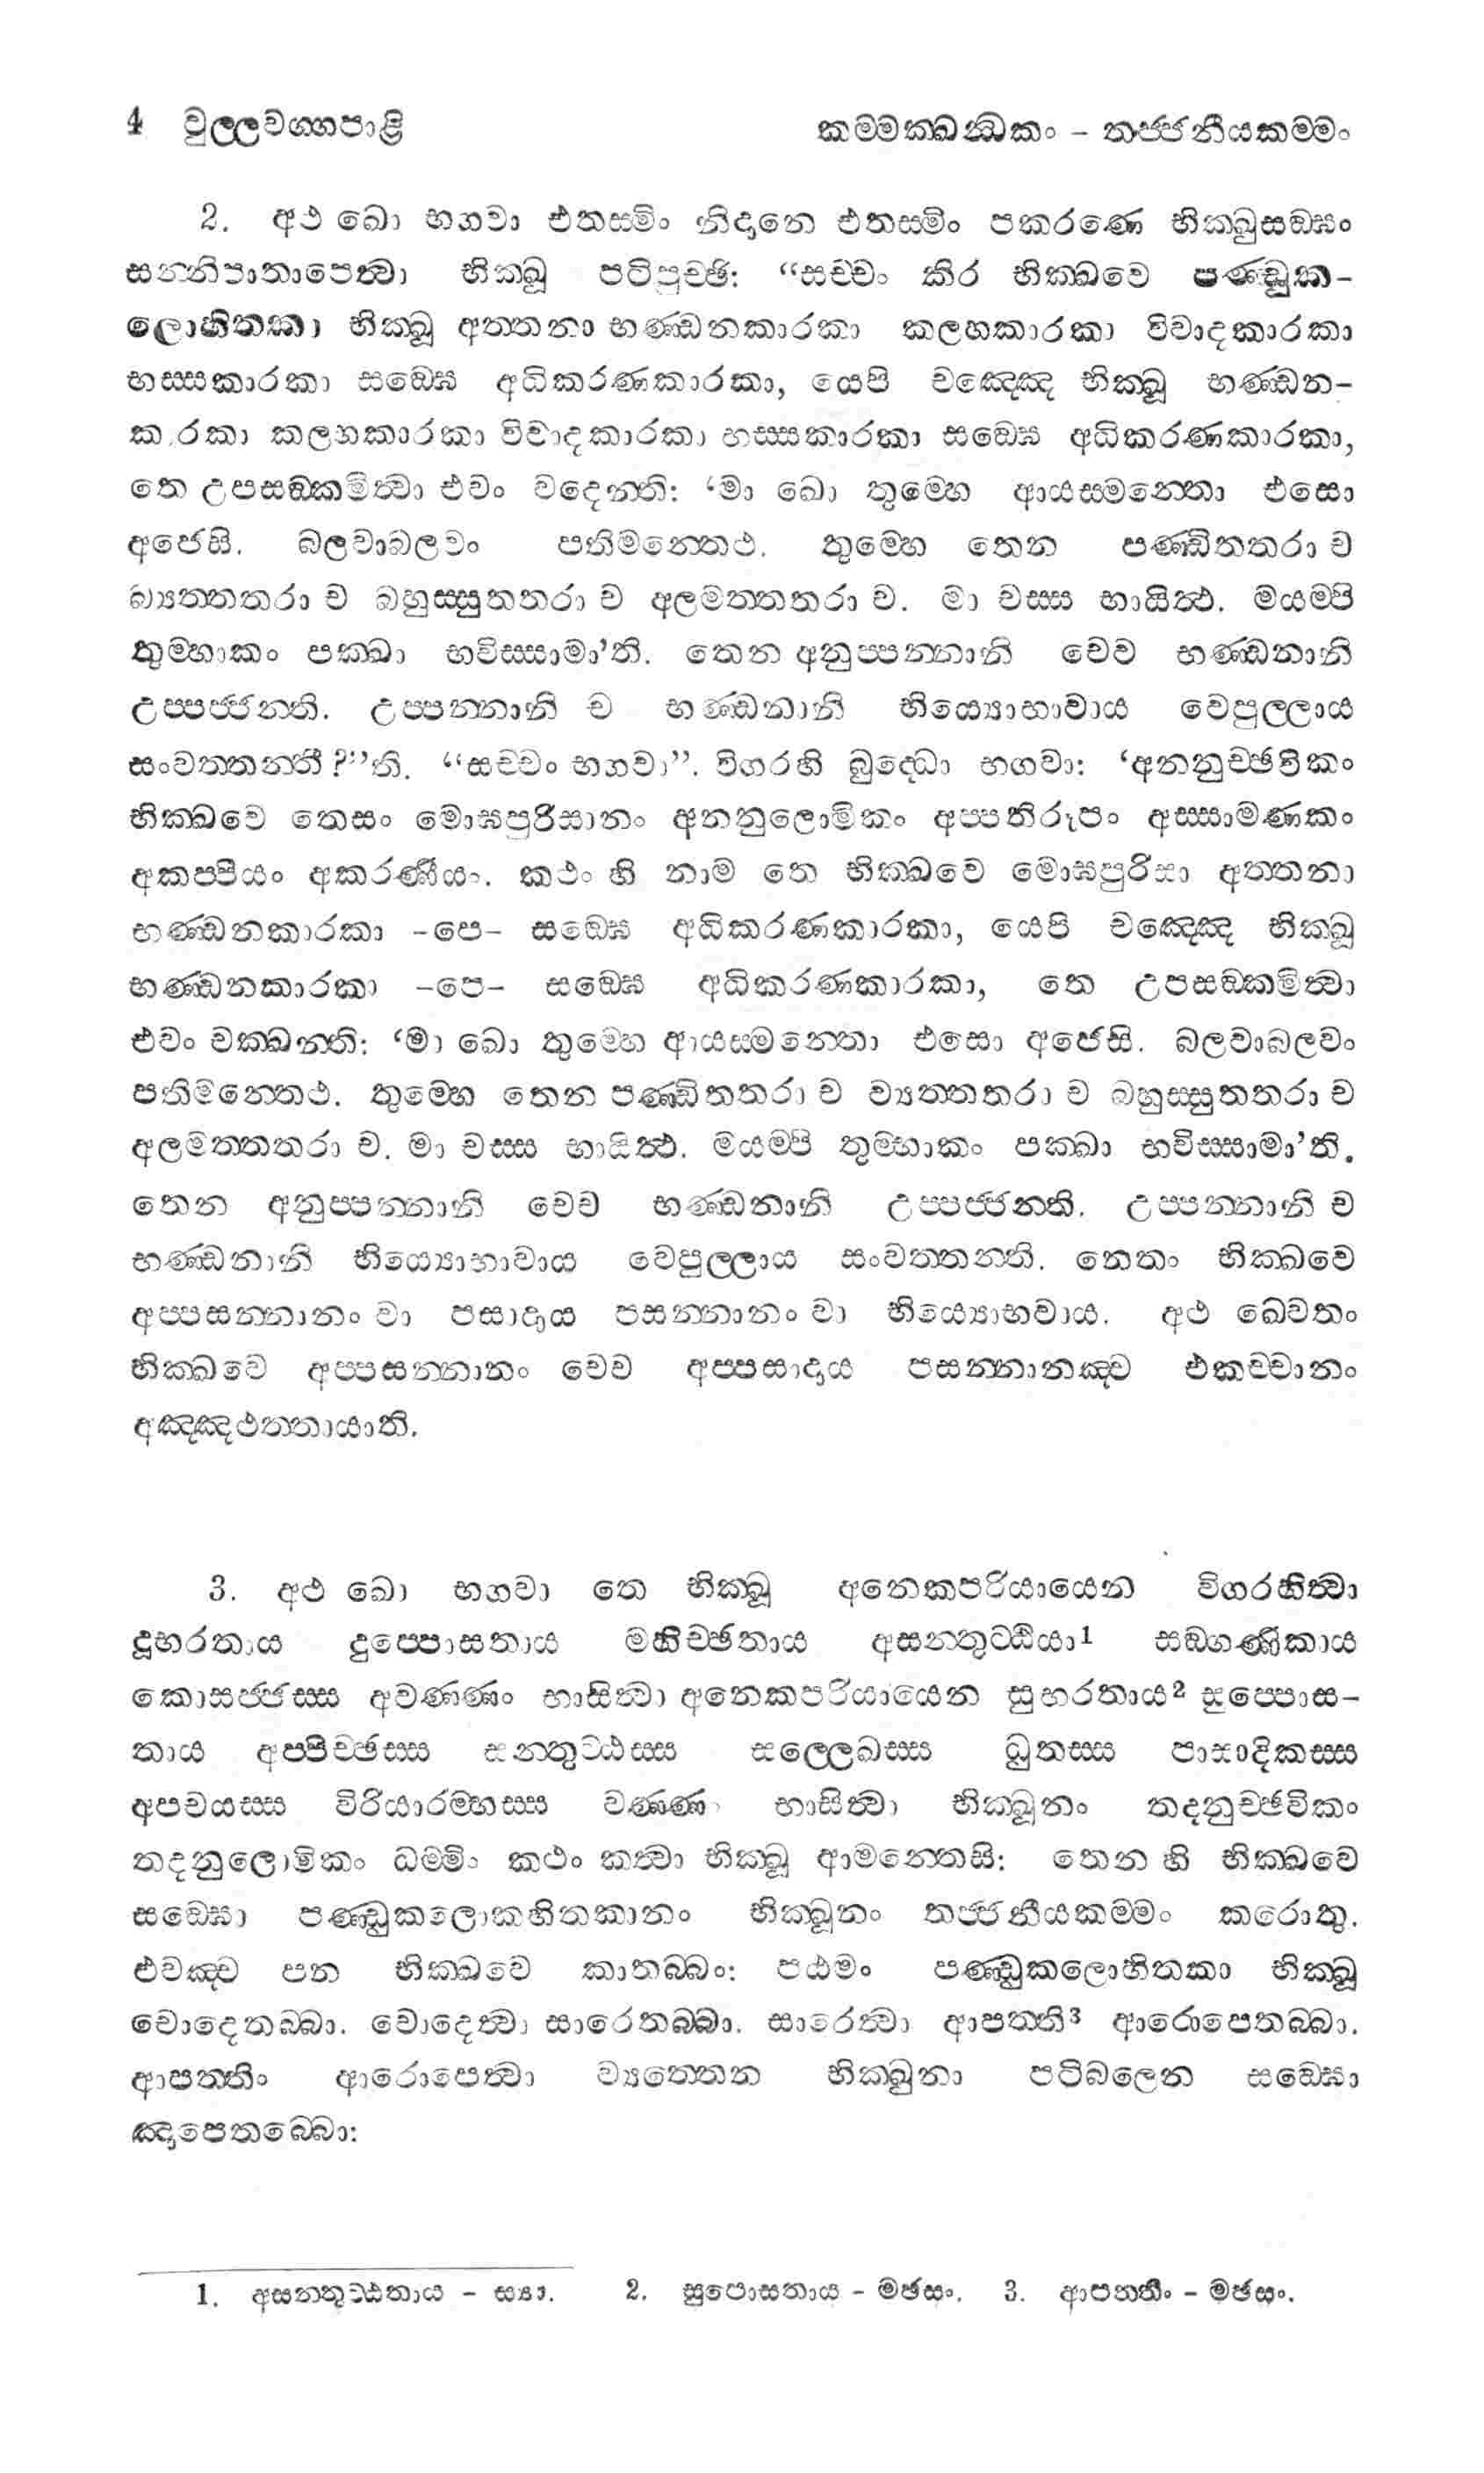 4 චුල්ලවග්ගපාළි කම්මක්ඛන්ධකං – තජ්ජනීයකම්මං
2. අථ ඛො භගවා එතස්මිං නිදානෙ එතස්මිං පකරණෙ භික්ඛුසඞ්ඝං
සන්නිපාතාපෙත්වා භික්ඛූ පටිපුච්ඡි: “සච්චං කිර භික්ඛවෙ පණ්ඩුක-
ලොහිතකා භික්ඛූ අත්තනා භණ්ඩනකාරකා කලහකාරකා විවාදකාරකා
භස්සකාරකා සඞ්ඝෙ අධිකරණකාරකා, යෙපි චඤ්ඤෙ භික්ඛූ භණ්ඩන-
කාරකා කලහකාරකා විවාදකාරකා භස්සකාරකා සඞ්ඝෙ අධිකරණකාරකා,
තෙ උපසඞ්කමිත්වා එවං වදෙන්ති: ‘මා ඛො තුම්හෙ ආයස්මන්තො එසො
අජෙසි. බලවාබලවං පතිමන්තෙථ. තුම්හෙ තෙන පණ්ඩිතතරා ච
බ්‍යත්තතරා ච බහුස්සුතතරා ච අලමත්තතරා ච. මා චස්ස භායිත්ථ. මයම්පි
තුම්හාකං පක්ඛා භවිස්සාමා’ති. තෙන අනුප්පන්නානි චෙව භණ්ඩනානි
උප්පජ්ජන්ති. උප්පන්නානි ච භණ්ඩනානි භිය්‍යොභාවාය වෙපුල්ලාය
සංවත්තන්තී?”ති. “සච්චං භගවා”. විගරහි බුද්ධො භගවා: ‘අනනුච්ඡවිකං
භික්ඛවෙ තෙසං මොඝපුරිසානං අනනුලොමිකං අප්පතිරූපං අස්සාමණකං
අකප්පියං අකරණීයං. කථං හි නාම තෙ භික්ඛවෙ මොඝපුරිසා අත්තනා
භණ්ඩනකාරකා –පෙ– සඞ්ඝෙ අධිකරණකාරකා, යෙපි චඤ්ඤෙ භික්ඛූ
භණ්ඩනකාරකා –පෙ– සඞ්ඝෙ අධිකරණකාරකා, තෙ උපසඞ්කමිත්වා
එවං වක්ඛන්ති: ‘මා ඛො තුම්හෙ ආයස්මන්තො එසො අජෙසි. බලවාබලවං
පතිමන්තෙථ. තුම්හෙ තෙන පණ්ඩිතතරා ච ව්‍යත්තතරා ච බහුස්සුතතරා ච
අලමත්තතරා ච. මා චස්ස භායිත්ථ. මයම්පි තුම්හාකං පක්ඛා භවිස්සාමා’ති.
තෙන අනුප්පන්නානි චෙව භණ්ඩනානි උප්පජ්ජන්ති. උප්පන්නානි ච
භණ්ඩනානි භිය්‍යොභාවාය වෙපුල්ලාය සංවත්තන්ති. නෙතං භික්ඛවෙ
අප්පසන්නානං වා පසාදාය පසන්නානං වා භිය්‍යොභවාය. අථ ඛ්වෙතං
භික්ඛවෙ අප්පසන්නානං චෙව අප්පසාදාය පසන්නානඤ්ච එකච්චානං
අඤ්ඤථත්තායාති.
3. අථ ඛො භගවා තෙ භික්ඛූ අනෙකපරියායෙන විගරහිත්වා
දූභරතාය දුප්පොසතාය මහිච්ඡතාය අසන්තුට්ඨියා¹ සඞ්ගණිකාය
කොසජ්ජස්ස අවණ්ණං භාසිත්වා අනෙකපරියායෙන සුභරතාය² සුප්පොස-
තාය අප්පිච්ඡස්ස සන්තුට්ඨස්ස සල්ලෙඛස්ස ධුතස්ස පාසාදිකස්ස
අපචයස්ස විරියාරම්භස්ස වණ්ණං භාසිත්වා භික්ඛූනං තදනුච්ඡවිකං
තදනුලොමිකං ධම්මිං කථං කත්වා භික්ඛූ ආමන්තෙසි: තෙන හි භික්ඛවෙ
සඞ්ඝො පණ්ඩුකලොකහිතකානං භික්ඛූනං තජ්ජනීයකම්මං කරොතු.
එවඤ්ච පන භික්ඛවෙ කාතබ්බං: පඨමං පණ්ඩුකලොහිතකා භික්ඛූ
චොදෙතබ්බා. චොදෙත්වා සාරෙතබ්බා. සාරෙත්වා ආපත්ති³ ආරොපෙතබ්බා.
ආපත්තිං ආරොපෙත්වා ව්‍යත්තෙන භික්ඛුනා පටිබලෙන සඞ්ඝො
ඤාපෙතබ්බො:
1. අසන්තුට්ඨතාය – ස්‍යා. 2. සුපොසතාය – මඡසං. 3. ආපත්තිං – මඡසං.